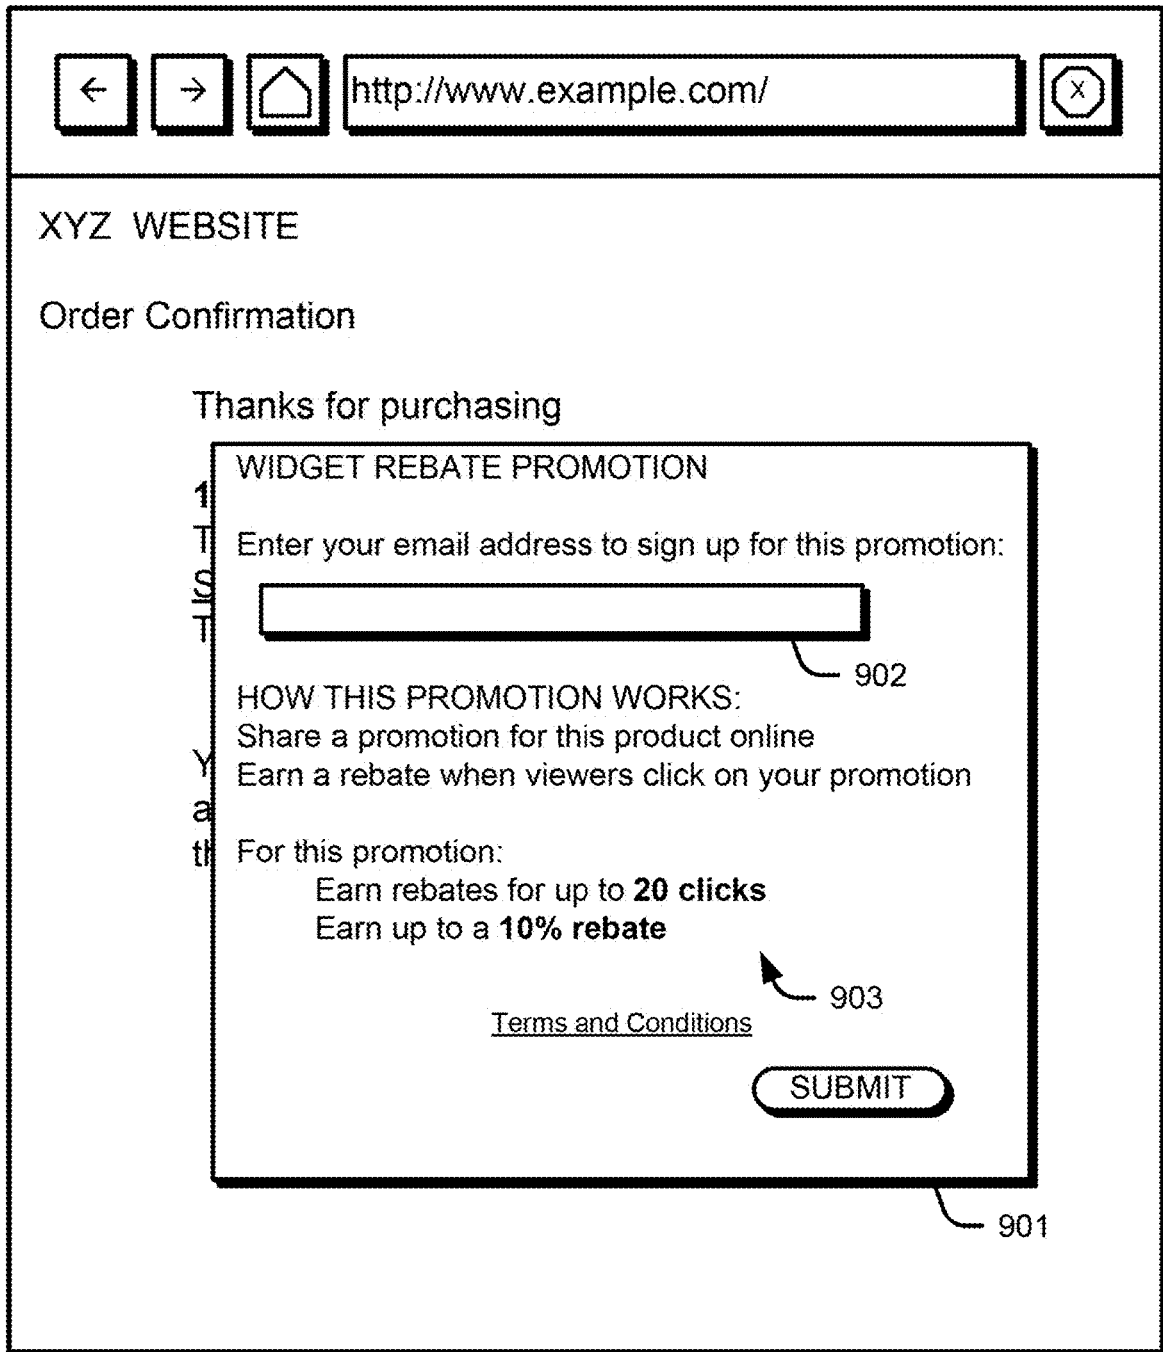 ← → http://www.example.com/ X
XYZ WEBSITE
Order Confirmation
Thanks for purchasing
WIDGET REBATE PROMOTION
1
T
Enter your email address to sign up for this promotion:
S
T
902
HOW THIS PROMOTION WORKS:
Share a promotion for this product online
Y
Earn a rebate when viewers click on your promotion
a
th
For this promotion:
Earn rebates for up to 20 clicks
Earn up to a 10% rebate
903
Terms and Conditions
SUBMIT
901